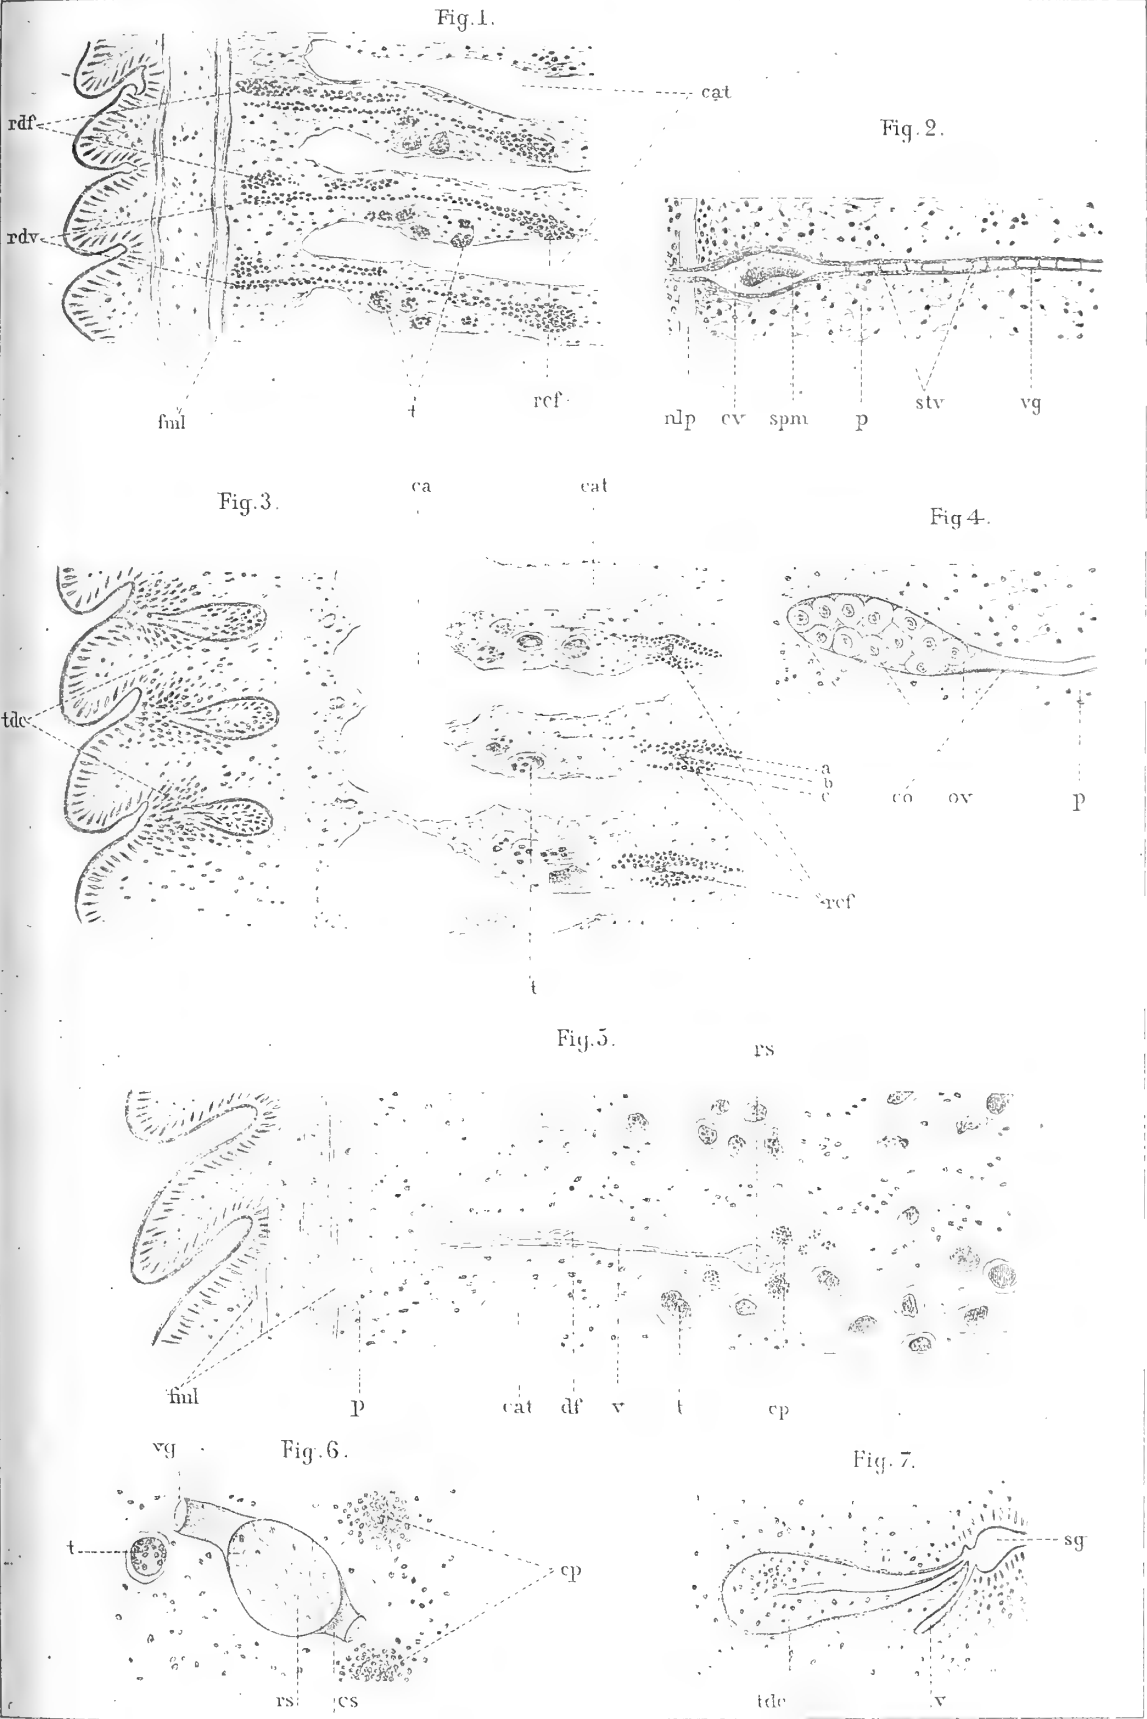 Fig.1.
cat
rdf
Fig.2.
rdv
rcf
fml
t
nlp cv spm p stv vg
ca cat
Fig.3.
Fig 4.
tdc
a
b
c
có ov p
rcf
t
Fig.5.
rs
fml
p cat df v t cp
vg
Fig.6.
Fig.7.
t
cp
sg
rs cs
tdc v